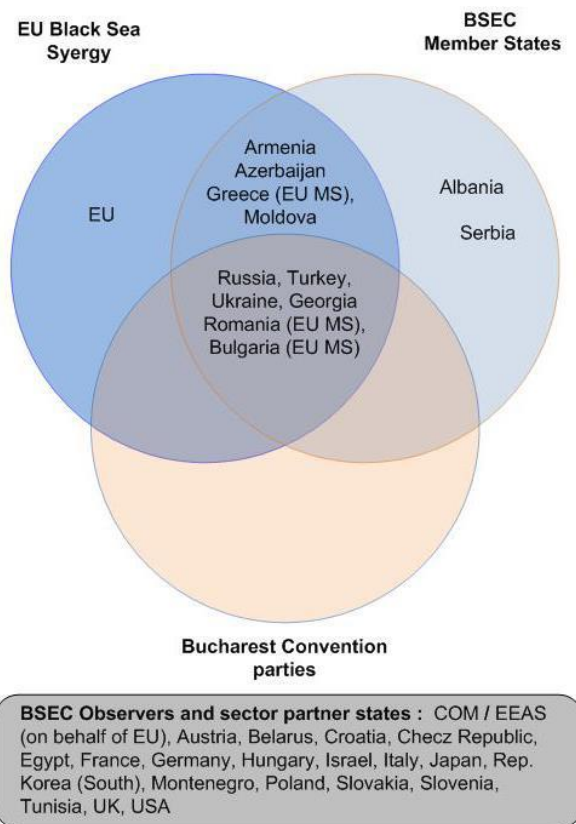 EU Black Sea
Syergy
BSEC
Member States
Armenia
Azerbaijan
Greece (EU MS),
Moldova
EU
Albania
Serbia
Russia, Turkey,
Ukraine, Georgia
Romania (EU MS),
Bulgaria (EU MS)
Bucharest Convention
parties
BSEC Observers and sector partner states : COM / EEAS
(on behalf of EU), Austria, Belarus, Croatia, Checz Republic,
Egypt, France, Germany, Hungary, Israel, Italy, Japan, Rep.
Korea (South), Montenegro, Poland, Slovakia, Slovenia,
Tunisia, UK, USA